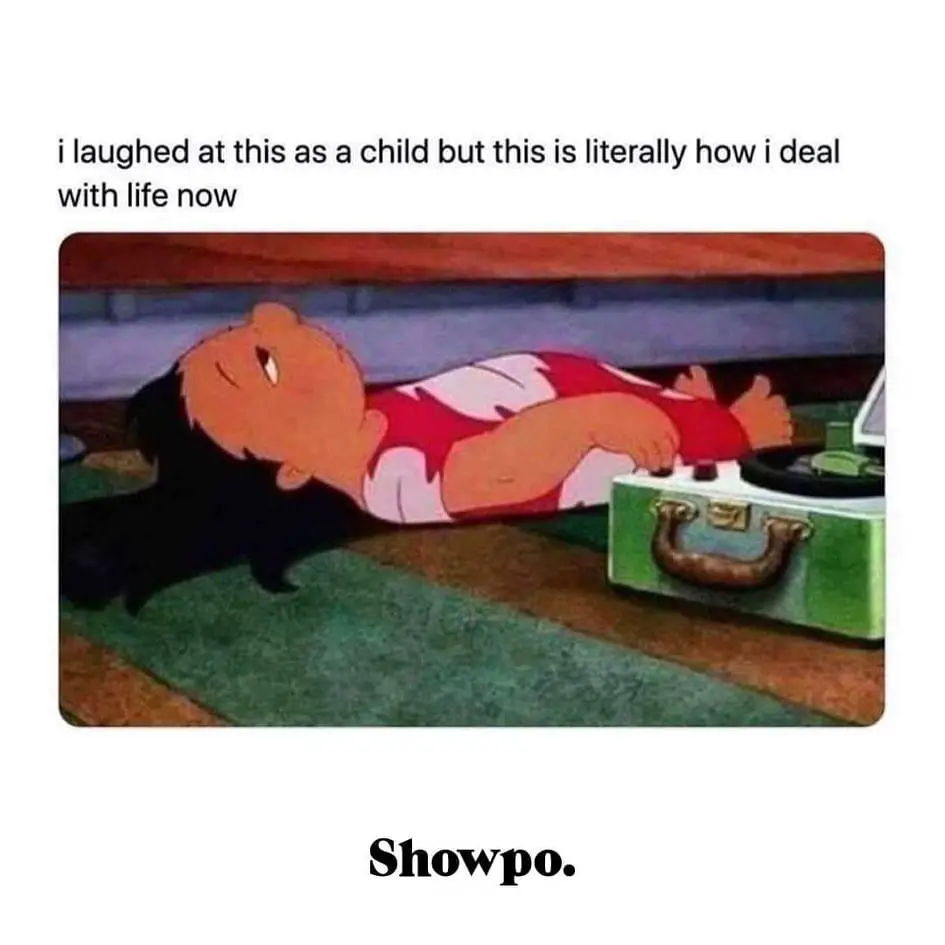 i laughed at this as a child but this is literally how i deal
with life now
Showpo.